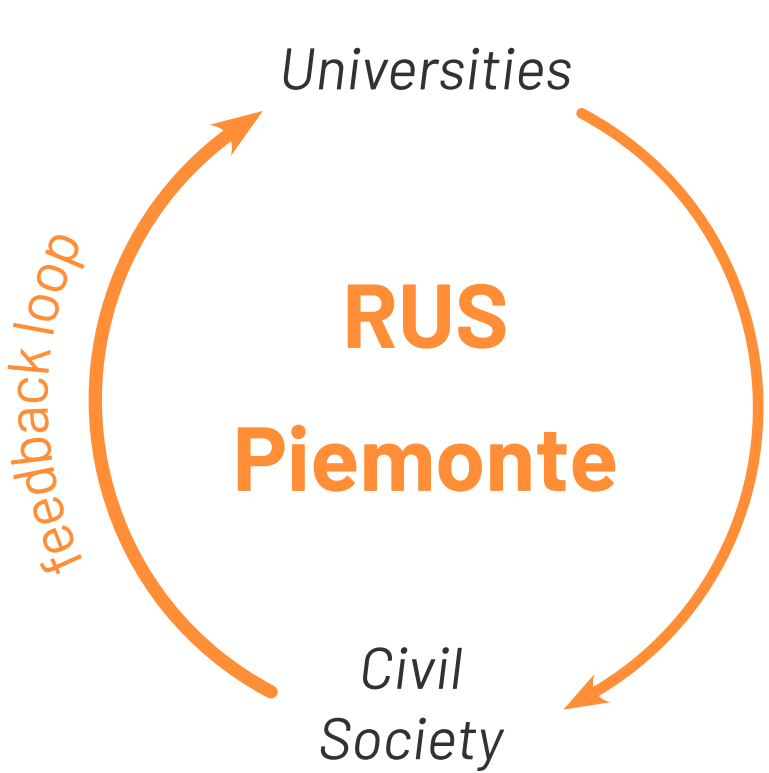 Universities
feedback loop
RUS
Piemonte
Civil
Society